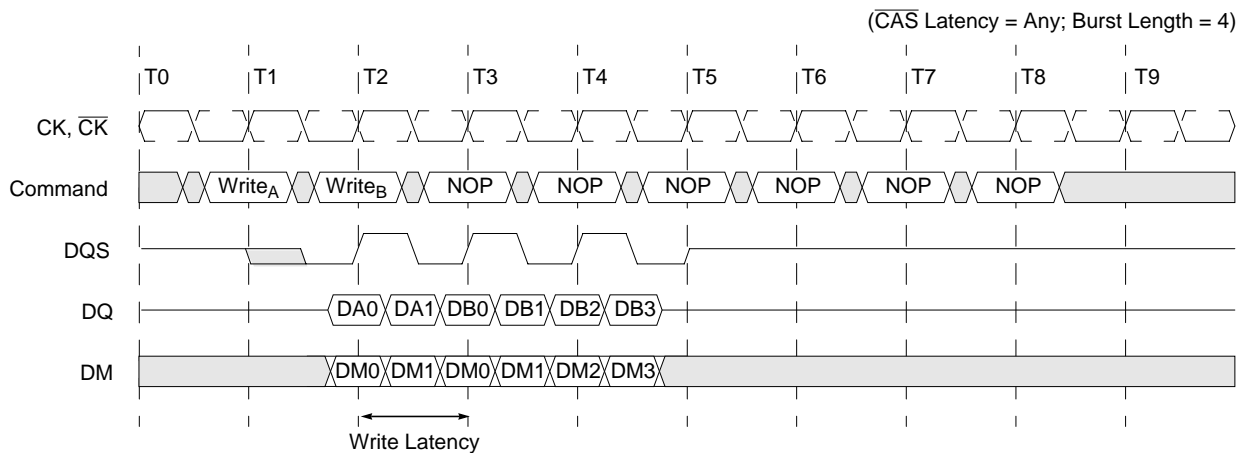 (C̅A̅S̅ Latency = Any; Burst Length = 4)
T0 T1 T2 T3 T4 T5 T6 T7 T8 T9
CK, C̅K̅
Command WriteA WriteB NOP NOP NOP NOP NOP NOP
DQS
DQ DA0 DA1 DB0 DB1 DB2 DB3
DM DM0 DM1 DM0 DM1 DM2 DM3
Write Latency